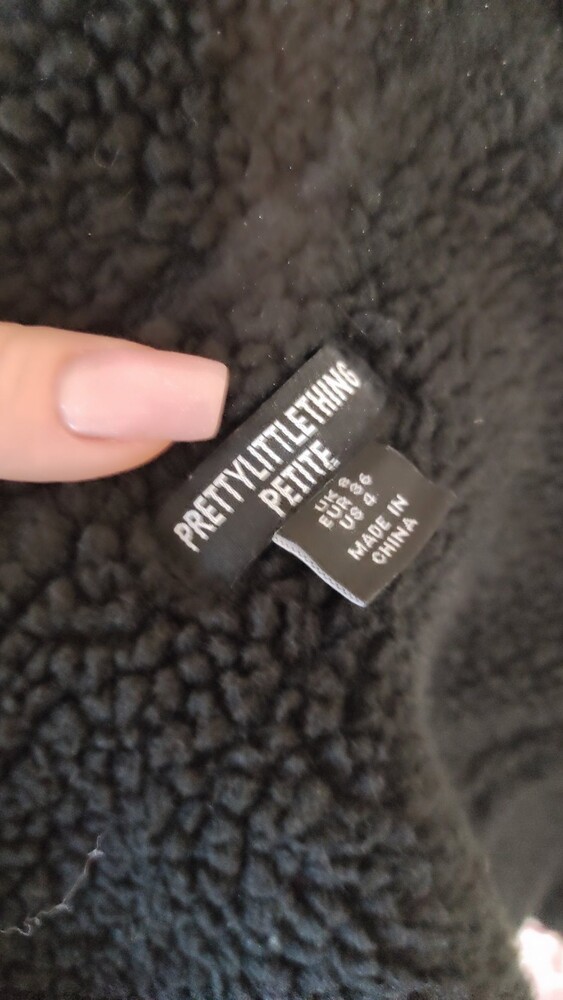 PRETTYLITTLETHING
PETITE
UK 8
EUR 36
US 4
MADE IN
CHINA